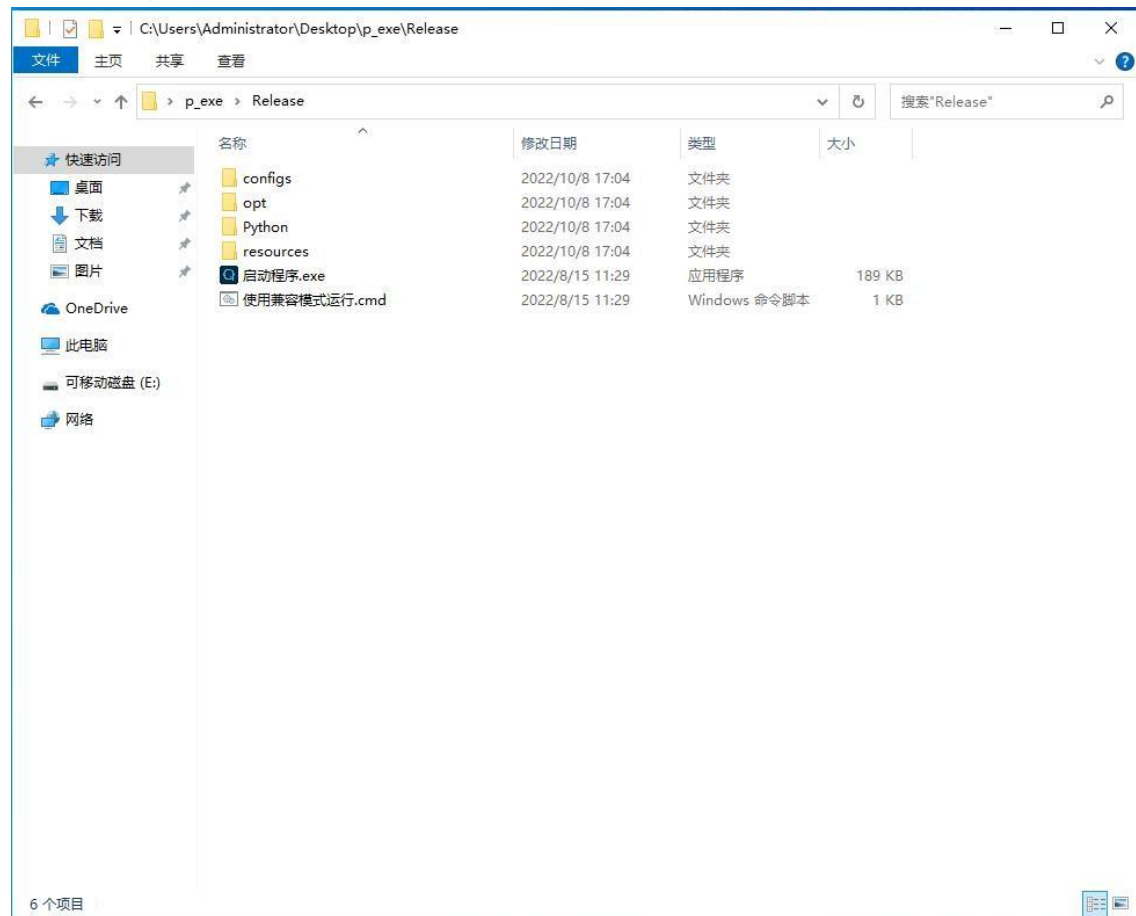 C:\Users\Administrator\Desktop\p_exe\Release
文件 主页 共享 查看
p_exe › Release
搜索"Release"
名称 修改日期 类型 大小
快速访问
桌面
下载
文档
图片
OneDrive
此电脑
可移动磁盘 (E:)
网络
configs 2022/10/8 17:04 文件夹
opt 2022/10/8 17:04 文件夹
Python 2022/10/8 17:04 文件夹
resources 2022/10/8 17:04 文件夹
启动程序.exe 2022/8/15 11:29 应用程序 189 KB
使用兼容模式运行.cmd 2022/8/15 11:29 Windows 命令脚本 1 KB
6 个项目